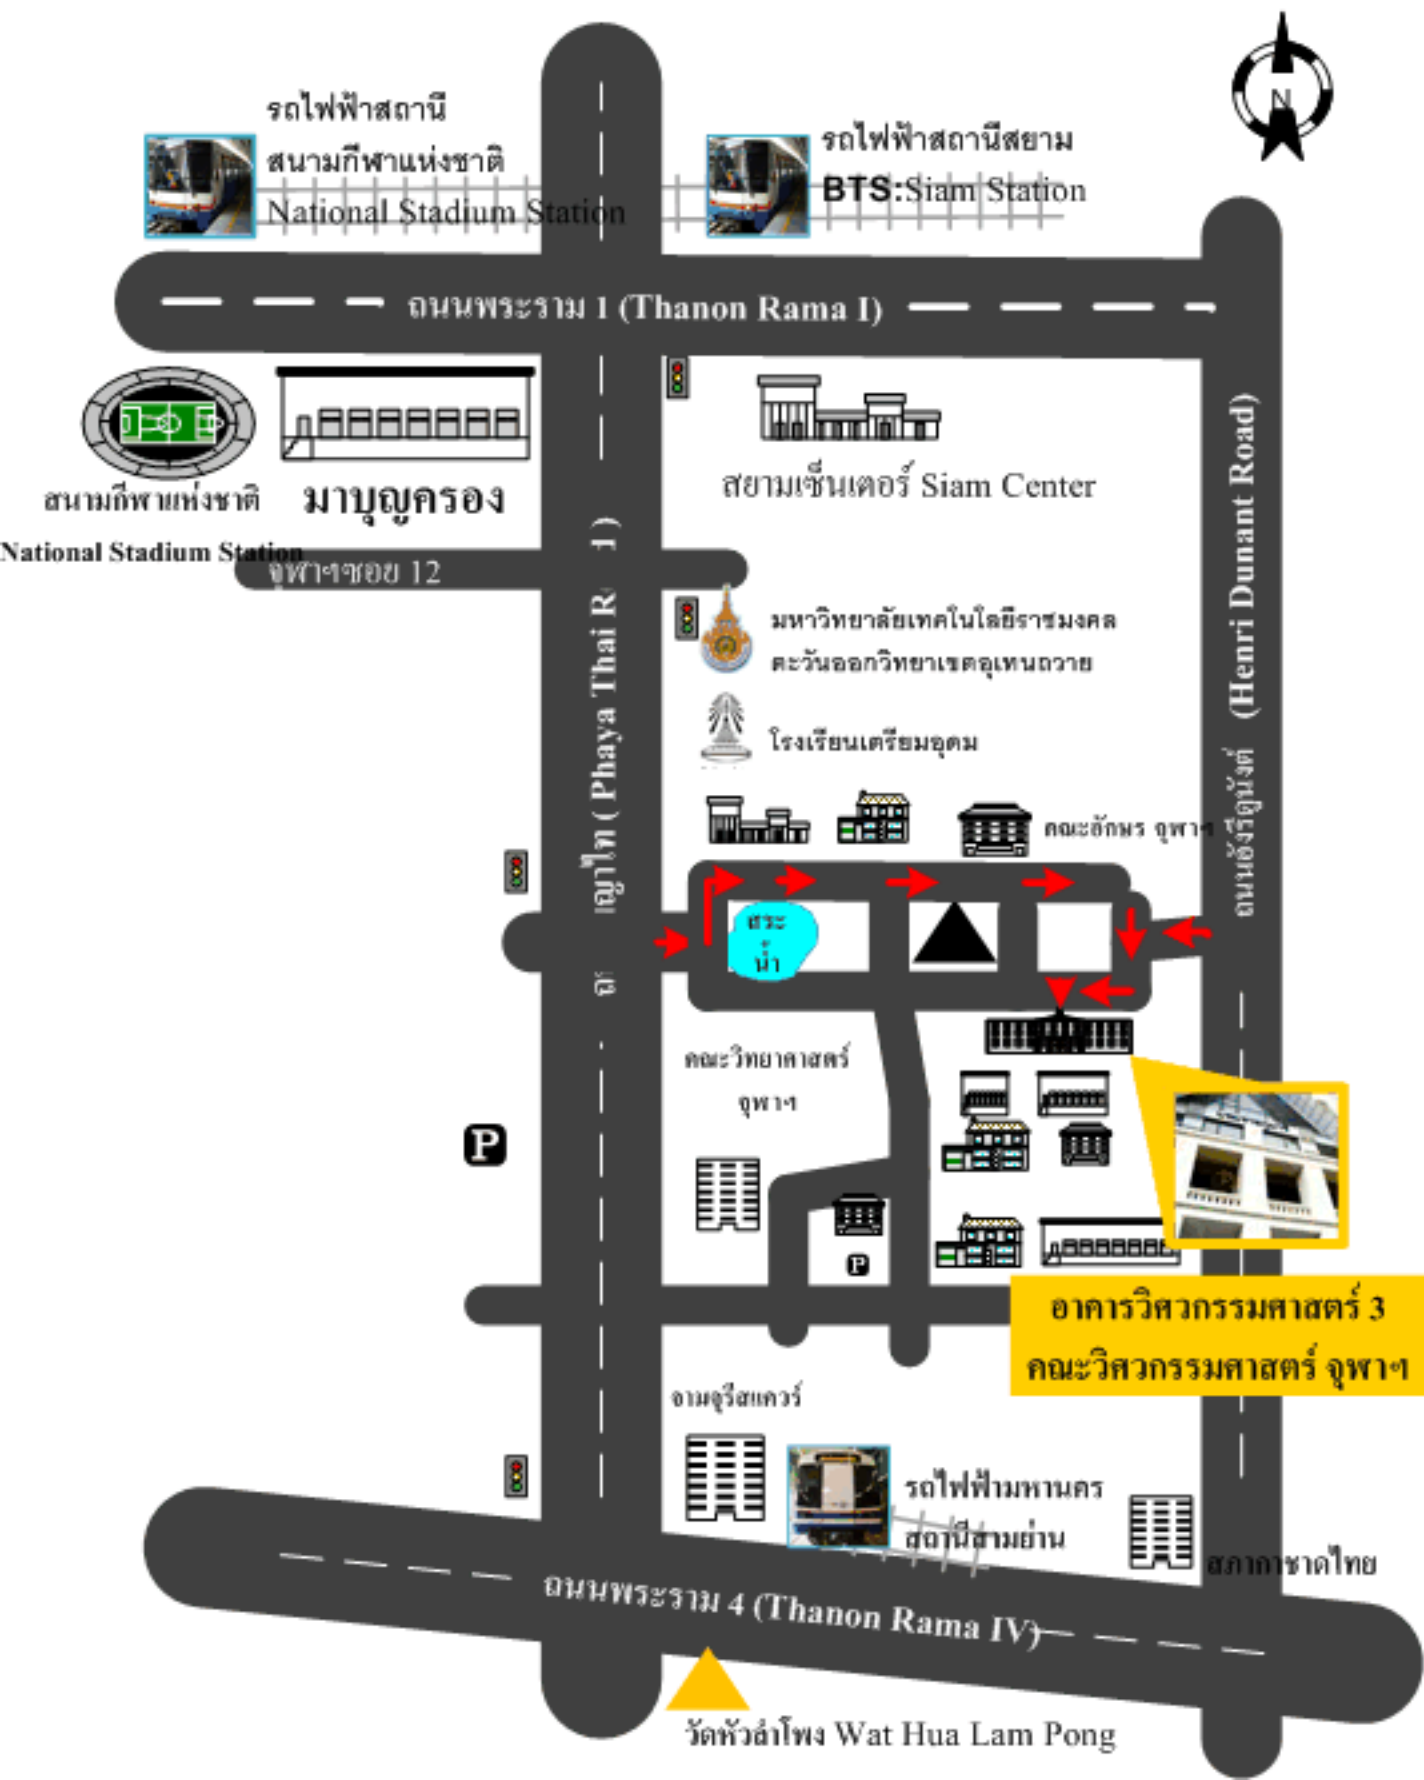 N
รถไฟฟ้าสถานี
สนามกีฬาแห่งชาติ
National Stadium Station
รถไฟฟ้าสถานีสยาม
BTS:Siam Station
ถนนพระราม 1 (Thanon Rama I)
สนามกีฬาแห่งชาติ
National Stadium Station
มาบุญครอง
สยามเซ็นเตอร์ Siam Center
จุฬาฯซอย 12
(Phaya Thai
ถนนอังรีดูนังต์ (Henri Dunant Road)
มหาวิทยาลัยเทคโนโลยีราชมงคล
ตะวันออกวิทยาเขตอุเทนถวาย
โรงเรียนเตรียมอุดม
คณะอักษร จุฬาฯ
สระ
น้ำ
คณะวิทยาศาสตร์
จุฬาฯ
P
P
อาคารวิศวกรรมศาสตร์ 3
คณะวิศวกรรมศาสตร์ จุฬาฯ
จามจุรีสแควร์
รถไฟฟ้ามหานคร
สถานีสามย่าน
สภากาชาดไทย
ถนนพระราม 4 (Thanon Rama IV)
วัดหัวลำโพง Wat Hua Lam Pong